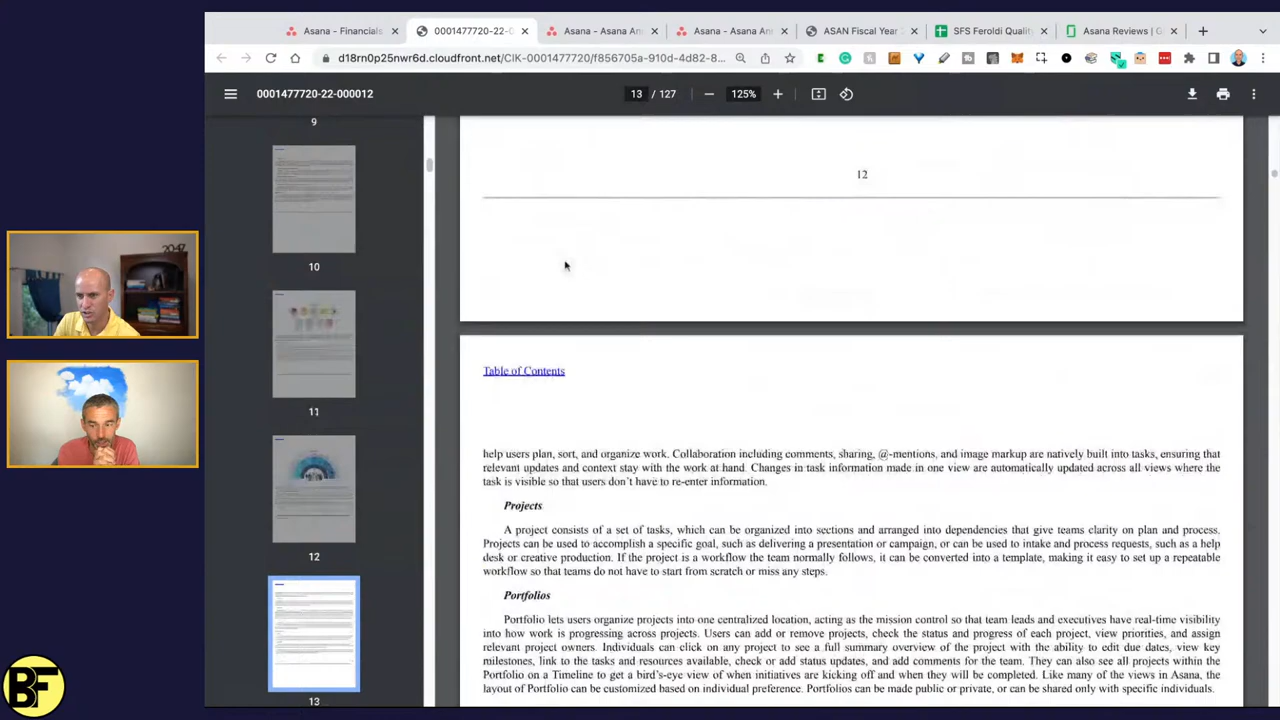 Asana - Financials
0001477720-22-0
Asana - Asana An
Asana - Asana An
ASAN Fiscal Year
SFS Feroldi Quali
Asana Reviews | G
d18rn0p25nwr6d.cloudfront.net/CIK-0001477720/f856705a-910d-4d82-8...
0001477720-22-000012
13 / 127
125%
9
10
11
12
13
12
Table of Contents
help users plan, sort, and organize work. Collaboration including comments, sharing, @-mentions, and image markup are natively built into tasks, ensuring that
relevant updates and context stay with the work at hand. Changes in task information made in one view are automatically updated across all views where the
task is visible so that users don't have to re-enter information.
Projects
A project consists of a set of tasks, which can be organized into sections and arranged into dependencies that give teams clarity on plan and process.
Projects can be used to accomplish a specific goal, such as delivering a presentation or campaign, or can be used to intake and process requests, such as a help
desk or creative production. If the project is a workflow the team normally follows, it can be converted into a template, making it easy to set up a repeatable
workflow so that teams do not have to start from scratch or miss any steps.
Portfolios
Portfolio lets users organize projects into one centralized location, acting as the mission control so that team leads and executives have real-time visibility
into how work is progressing across projects. Users can add or remove projects, check the status and progress of each project, view priorities, and assign
relevant project owners. Individuals can click on any project to see a full summary overview of the project with the ability to edit due dates, view key
milestones, link to the tasks and resources available, check or add status updates, and add comments for the team. They can also see all projects within the
Portfolio on a Timeline to get a bird's-eye view of when initiatives are kicking off and when they will be completed. Like many of the views in Asana, the
layout of Portfolio can be customized based on individual preference. Portfolios can be made public or private, or can be shared only with specific individuals.
BF